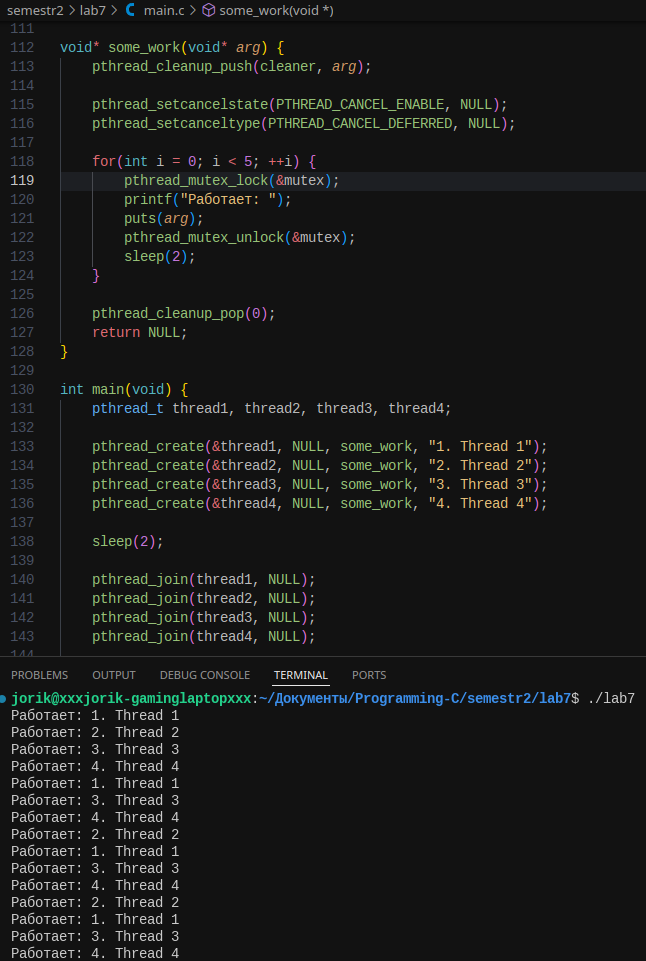 semestr2 > lab7 > C main.c > some_work(void *)
111
112 void* some_work(void* arg) {
113     pthread_cleanup_push(cleaner, arg);
114
115     pthread_setcancelstate(PTHREAD_CANCEL_ENABLE, NULL);
116     pthread_setcanceltype(PTHREAD_CANCEL_DEFERRED, NULL);
117
118     for(int i = 0; i < 5; ++i) {
119         pthread_mutex_lock(&mutex);
120         printf("Работает: ");
121         puts(arg);
122         pthread_mutex_unlock(&mutex);
123         sleep(2);
124     }
125
126     pthread_cleanup_pop(0);
127     return NULL;
128 }
129
130 int main(void) {
131     pthread_t thread1, thread2, thread3, thread4;
132
133     pthread_create(&thread1, NULL, some_work, "1. Thread 1");
134     pthread_create(&thread2, NULL, some_work, "2. Thread 2");
135     pthread_create(&thread3, NULL, some_work, "3. Thread 3");
136     pthread_create(&thread4, NULL, some_work, "4. Thread 4");
137
138     sleep(2);
139
140     pthread_join(thread1, NULL);
141     pthread_join(thread2, NULL);
142     pthread_join(thread3, NULL);
143     pthread_join(thread4, NULL);
144
PROBLEMS OUTPUT DEBUG CONSOLE TERMINAL PORTS
jorik@xxxjorik-gaminglaptopxxx:~/Документы/Programming-C/semestr2/lab7$ ./lab7
Работает: 1. Thread 1
Работает: 2. Thread 2
Работает: 3. Thread 3
Работает: 4. Thread 4
Работает: 1. Thread 1
Работает: 3. Thread 3
Работает: 4. Thread 4
Работает: 2. Thread 2
Работает: 1. Thread 1
Работает: 3. Thread 3
Работает: 4. Thread 4
Работает: 2. Thread 2
Работает: 1. Thread 1
Работает: 3. Thread 3
Работает: 4. Thread 4